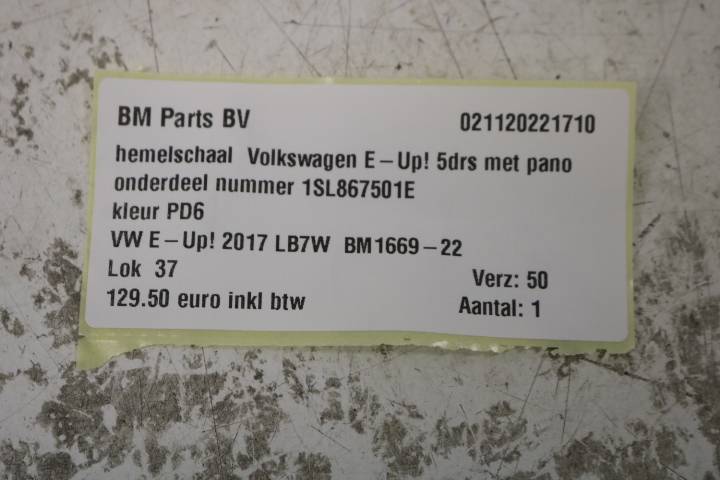 BM Parts BV 021120221710
hemelschaal Volkswagen E-Up! 5drs met pano
onderdeel nummer 1SL867501E
kleur PD6
VW E-Up! 2017 LB7W BM1669-22
Lok 37 Verz: 50
129.50 euro inkl btw Aantal: 1